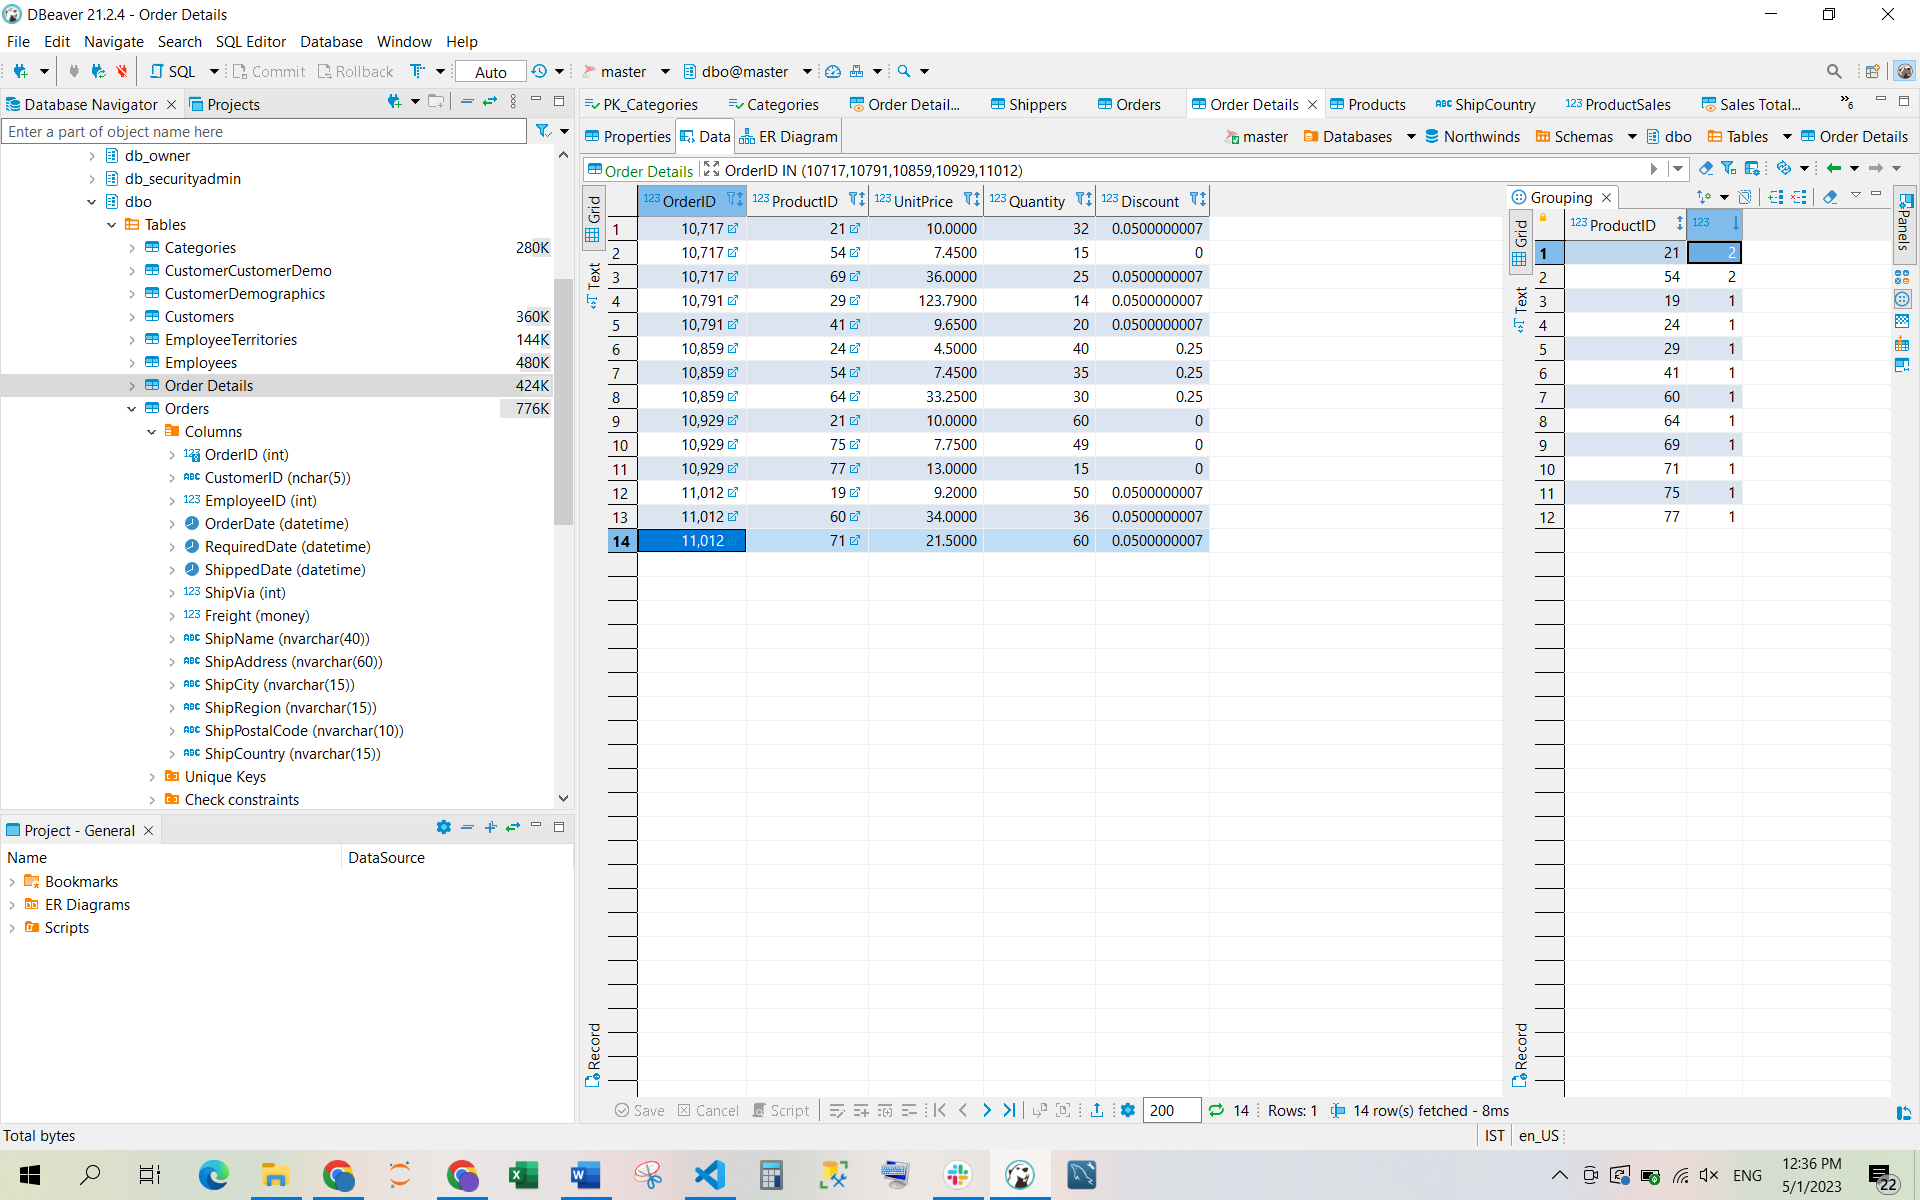 DBeaver 21.2.4 - Order Details
File Edit Navigate Search SQL Editor Database Window Help
SQL Commit Rollback Auto master dbo@master
Database Navigator Projects
Enter a part of object name here
db_owner
db_securityadmin
dbo
Tables
Categories 280K
CustomerCustomerDemo
CustomerDemographics
Customers 360K
EmployeeTerritories 144K
Employees 480K
Order Details 424K
Orders 776K
Columns
OrderID (int)
CustomerID (nchar(5))
EmployeeID (int)
OrderDate (datetime)
RequiredDate (datetime)
ShippedDate (datetime)
ShipVia (int)
Freight (money)
ShipName (nvarchar(40))
ShipAddress (nvarchar(60))
ShipCity (nvarchar(15))
ShipRegion (nvarchar(15))
ShipPostalCode (nvarchar(10))
ShipCountry (nvarchar(15))
Unique Keys
Check constraints
Project - General
Name DataSource
Bookmarks
ER Diagrams
Scripts
PK_Categories Categories Order Detail... Shippers Orders Order Details Products ABC ShipCountry 123 ProductSales Sales Total... »6
Properties Data ER Diagram master Databases Northwinds Schemas dbo Tables Order Details
Order Details OrderID IN (10717,10791,10859,10929,11012)
Grid
Text
Record
123 OrderID 123 ProductID 123 UnitPrice 123 Quantity 123 Discount
1 10,717 21 10.0000 32 0.0500000007
2 10,717 54 7.4500 15 0
3 10,717 69 36.0000 25 0.0500000007
4 10,791 29 123.7900 14 0.0500000007
5 10,791 41 9.6500 20 0.0500000007
6 10,859 24 4.5000 40 0.25
7 10,859 54 7.4500 35 0.25
8 10,859 64 33.2500 30 0.25
9 10,929 21 10.0000 60 0
10 10,929 75 7.7500 49 0
11 10,929 77 13.0000 15 0
12 11,012 19 9.2000 50 0.0500000007
13 11,012 60 34.0000 36 0.0500000007
14 11,012 71 21.5000 60 0.0500000007
Grouping
Grid
Text
Record
123 ProductID 123
1 21 2
2 54 2
3 19 1
4 24 1
5 29 1
6 41 1
7 60 1
8 64 1
9 69 1
10 71 1
11 75 1
12 77 1
Panels
Save Cancel Script 200 14 Rows: 1 14 row(s) fetched - 8ms
Total bytes IST en_US
ENG 12:36 PM
5/1/2023
22